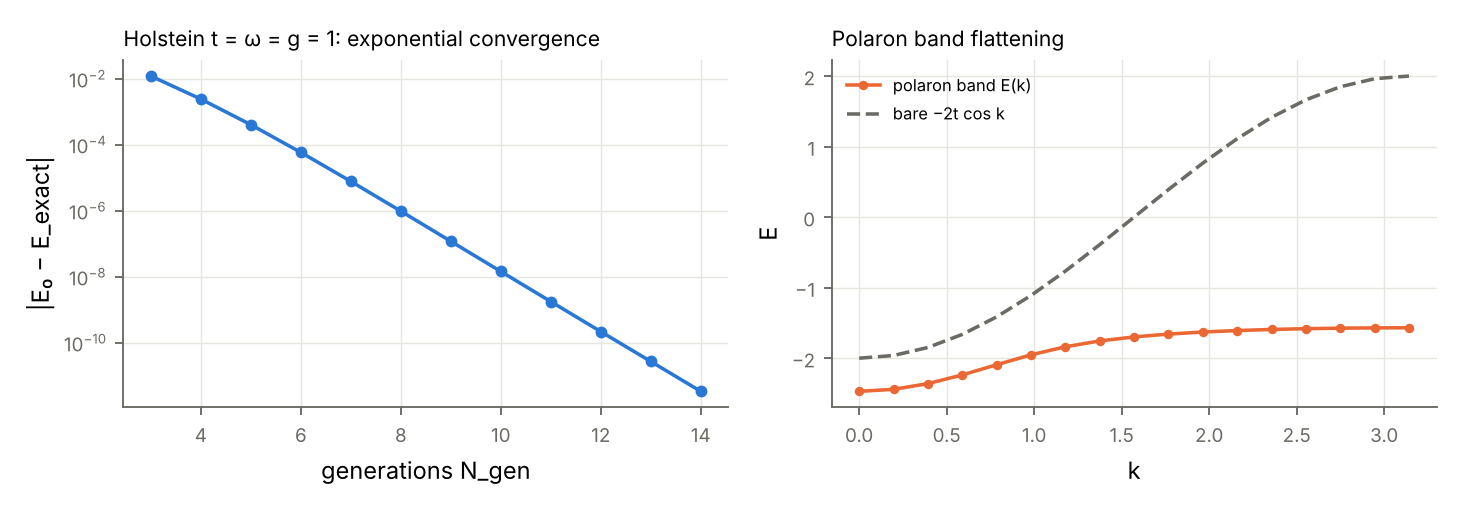 Holstein t = ω = g = 1: exponential convergence
10⁻²
10⁻⁴
10⁻⁶
10⁻⁸
10⁻¹⁰
|E₀ − E_exact|
4 6 8 10 12 14
generations N_gen
Polaron band flattening
polaron band E(k)
bare −2t cos k
2
1
0
−1
−2
E
0.0 0.5 1.0 1.5 2.0 2.5 3.0
k